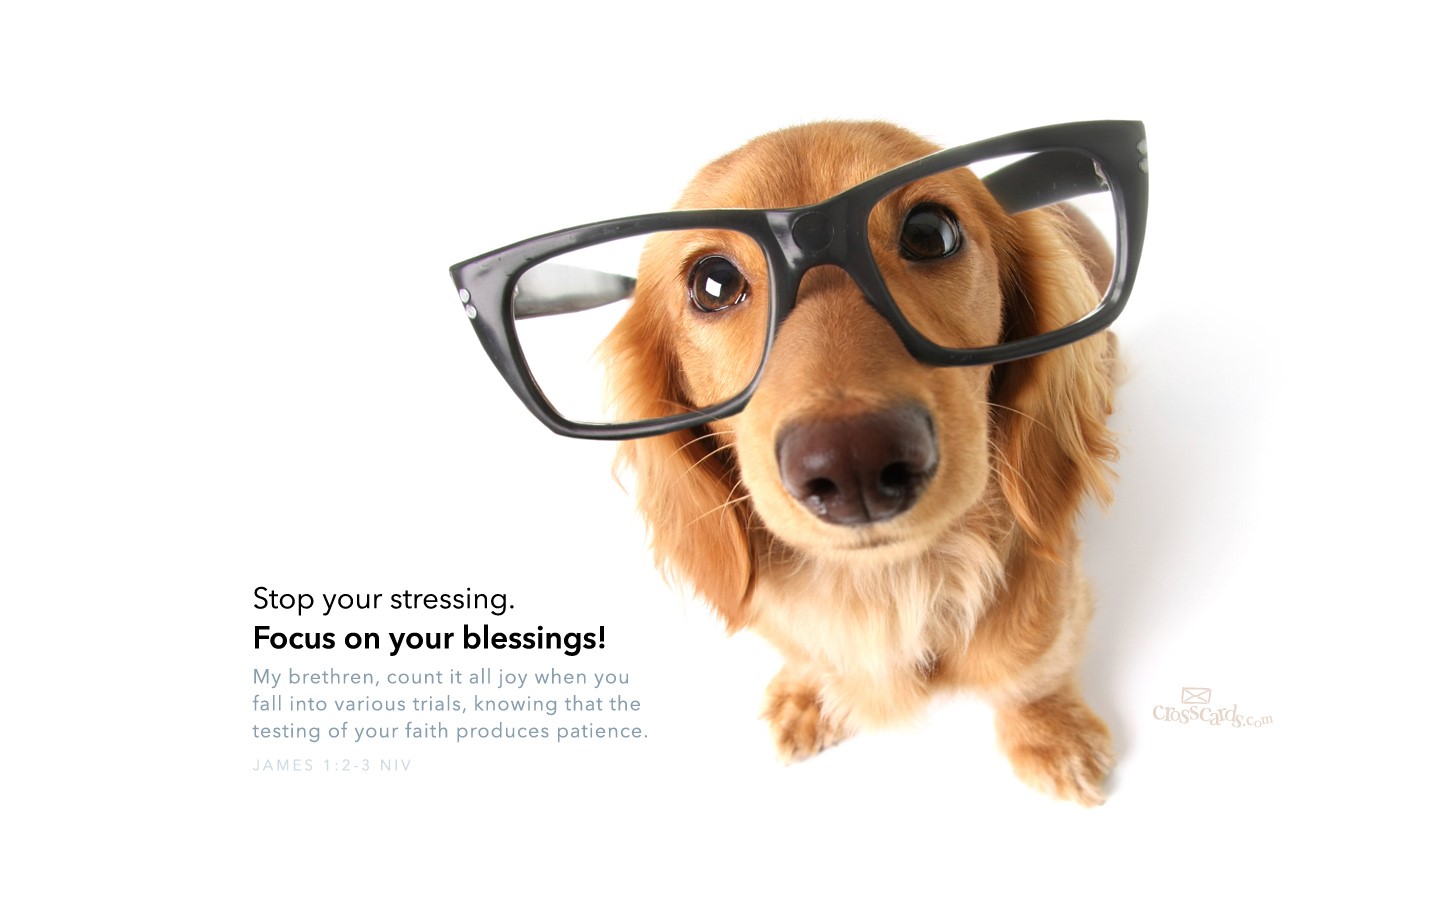 Stop your stressing.
Focus on your blessings!
My brethren, count it all joy when you
fall into various trials, knowing that the
testing of your faith produces patience.
JAMES 1:2-3 NIV
crosscards.com